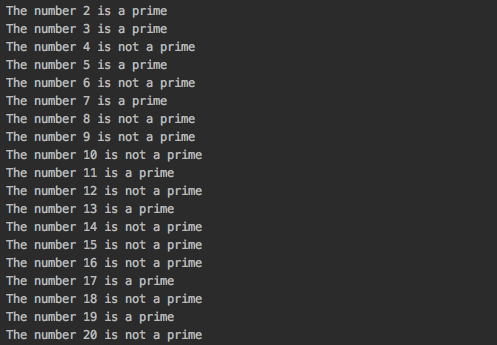 The number 2 is a prime
The number 3 is a prime
The number 4 is not a prime
The number 5 is a prime
The number 6 is not a prime
The number 7 is a prime
The number 8 is not a prime
The number 9 is not a prime
The number 10 is not a prime
The number 11 is a prime
The number 12 is not a prime
The number 13 is a prime
The number 14 is not a prime
The number 15 is not a prime
The number 16 is not a prime
The number 17 is a prime
The number 18 is not a prime
The number 19 is a prime
The number 20 is not a prime